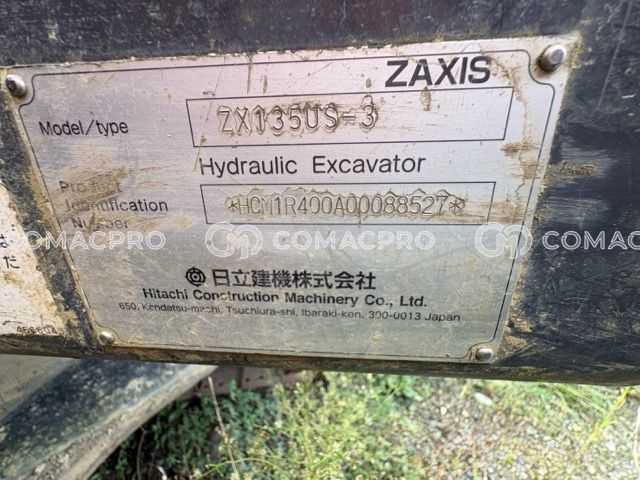 ZAXIS
Model/type ZX135US-3
Hydraulic Excavator
Product
Identification *HCM1R400A00088527*
Number
COMACPRO COMACPRO COMACPRO
日立建機株式会社
Hitachi Construction Machinery Co., Ltd.
650, Kandatsu-machi, Tsuchiura-shi, Ibaraki-ken, 300-0013 Japan